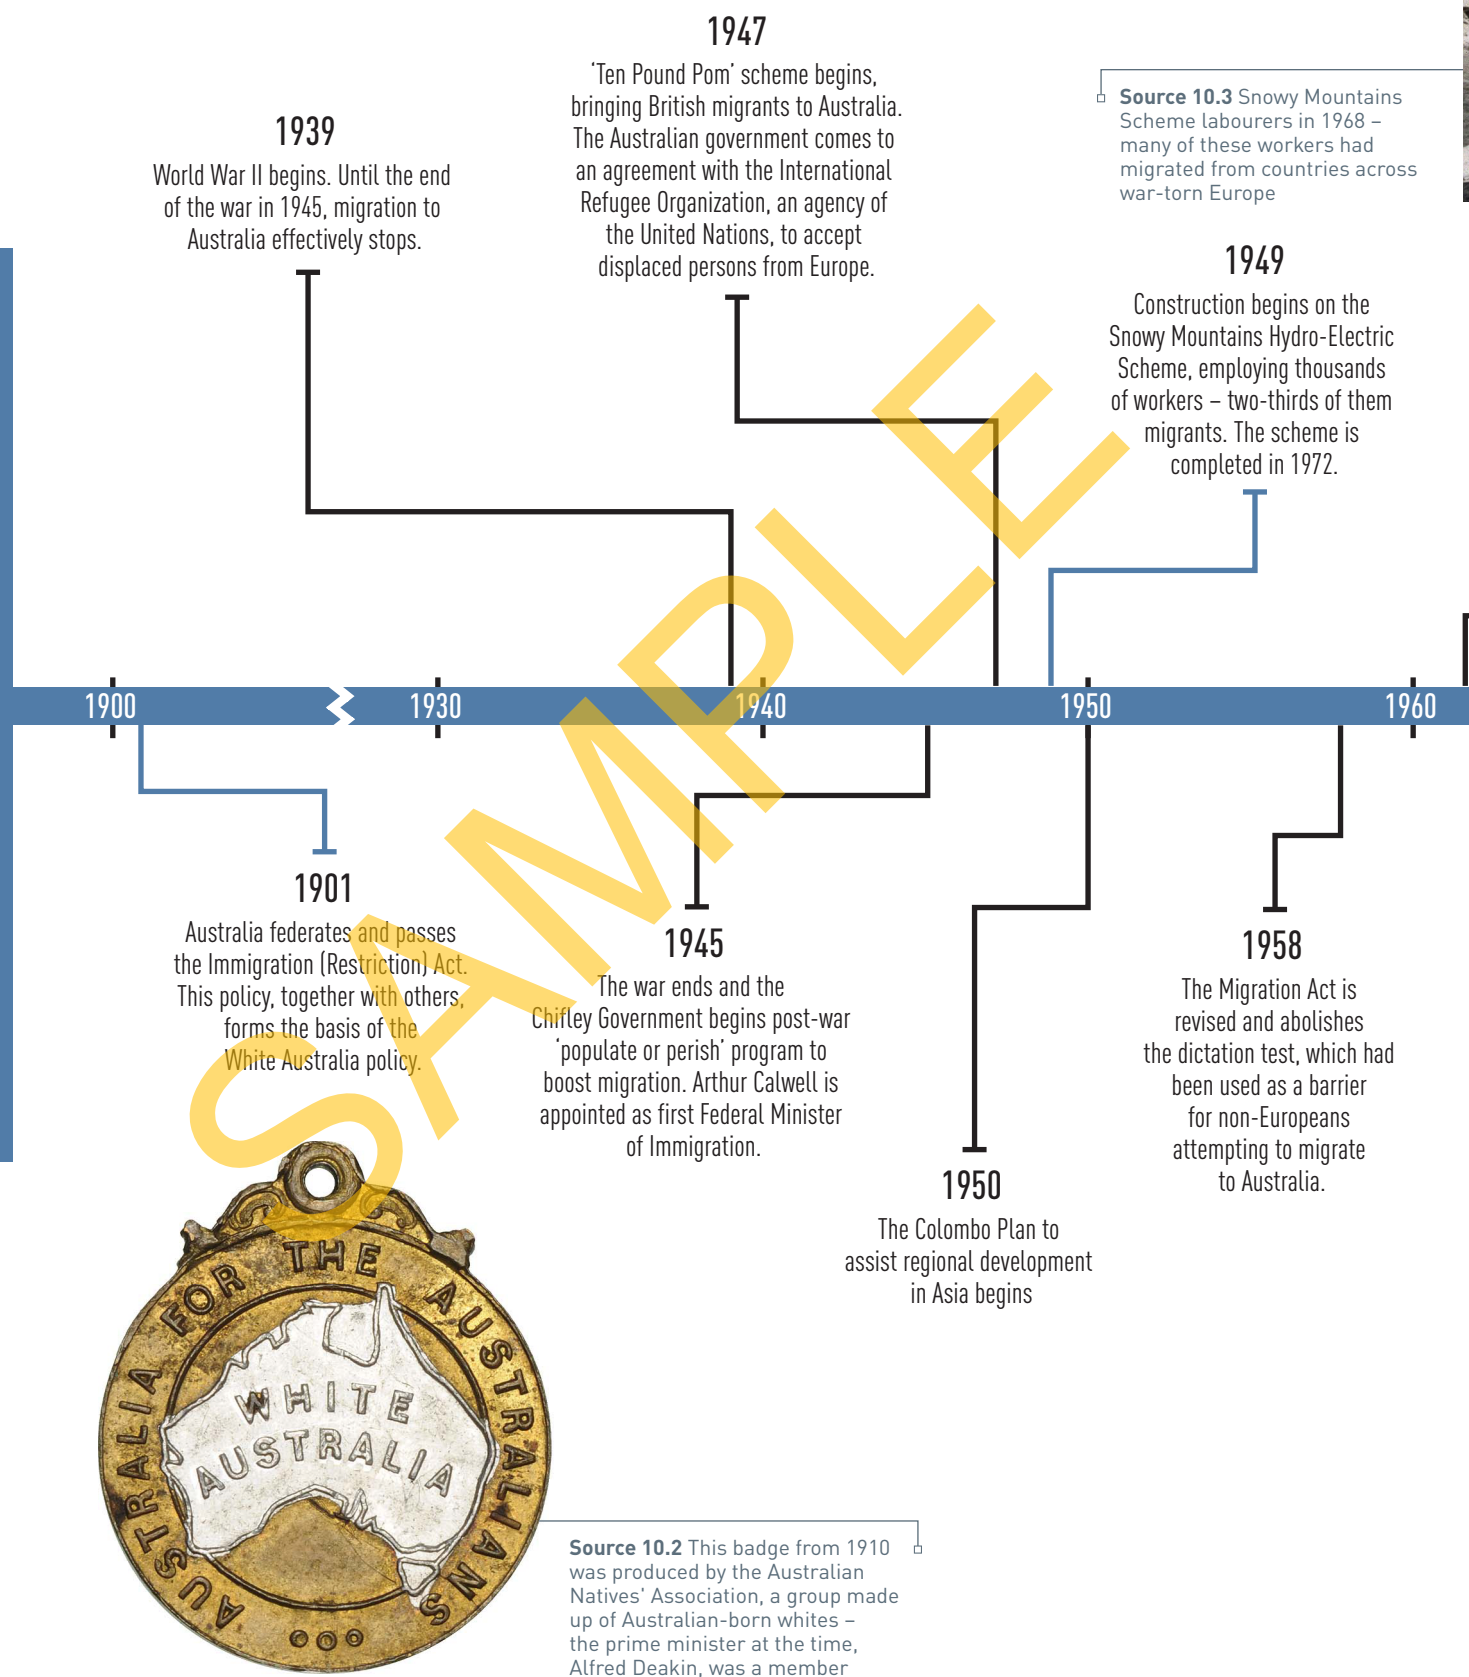 1947
‘Ten Pound Pom’ scheme begins,
bringing British migrants to Australia.
The Australian government comes to
an agreement with the International
Refugee Organization, an agency of
the United Nations, to accept
displaced persons from Europe.
1939
World War II begins. Until the end
of the war in 1945, migration to
Australia effectively stops.
Source 10.3 Snowy Mountains
Scheme labourers in 1968 –
many of these workers had
migrated from countries across
war-torn Europe
1949
Construction begins on the
Snowy Mountains Hydro-Electric
Scheme, employing thousands
of workers – two-thirds of them
migrants. The scheme is
completed in 1972.
1900
1930
1940
1950
1960
1901
Australia federates and passes
the Immigration (Restriction) Act.
This policy, together with others,
forms the basis of the
White Australia policy.
1945
The war ends and the
Chifley Government begins post-war
‘populate or perish’ program to
boost migration. Arthur Calwell is
appointed as first Federal Minister
of Immigration.
1950
The Colombo Plan to
assist regional development
in Asia begins
1958
The Migration Act is
revised and abolishes
the dictation test, which had
been used as a barrier
for non-Europeans
attempting to migrate
to Australia.
SAMPLE
AUSTRALIA FOR THE AUSTRALIANS
WHITE
AUSTRALIA
Source 10.2 This badge from 1910
was produced by the Australian
Natives' Association, a group made
up of Australian-born whites –
the prime minister at the time,
Alfred Deakin, was a member